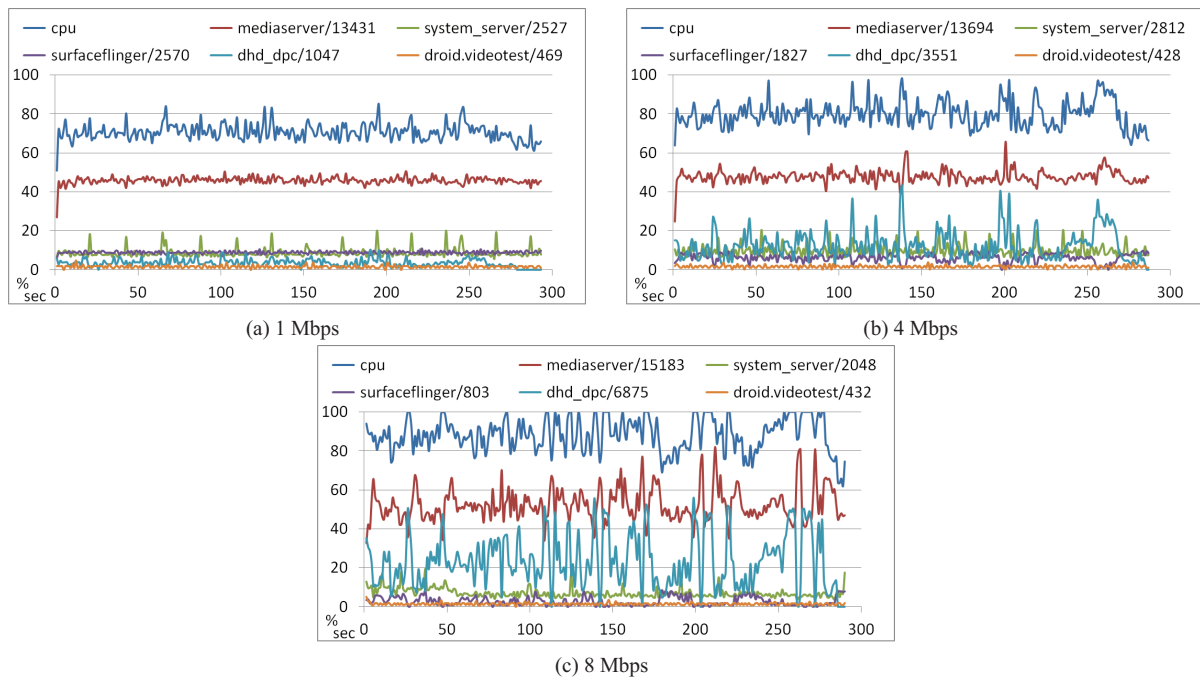 cpu mediaserver/13431 system_server/2527
surfaceflinger/2570 dhd_dpc/1047 droid.videotest/469
100
80
60
40
20
0
%
sec
0 50 100 150 200 250 300
(a) 1 Mbps
cpu mediaserver/13694 system_server/2812
surfaceflinger/1827 dhd_dpc/3551 droid.videotest/428
100
80
60
40
20
0
%
sec
0 50 100 150 200 250 300
(b) 4 Mbps
cpu mediaserver/15183 system_server/2048
surfaceflinger/803 dhd_dpc/6875 droid.videotest/432
100
80
60
40
20
0
%
sec
0 50 100 150 200 250 300
(c) 8 Mbps